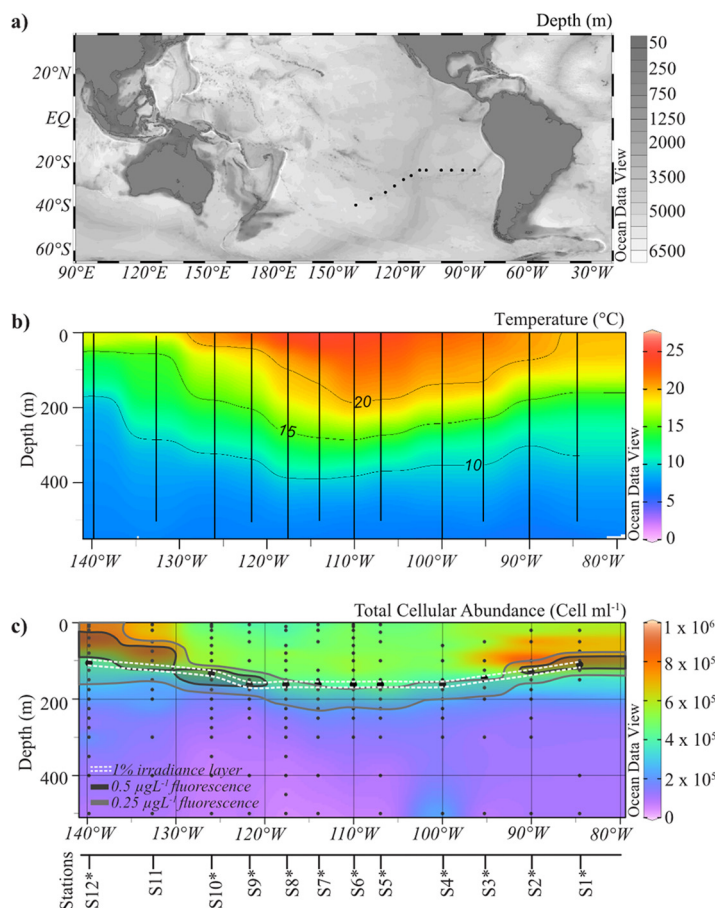 a)
Depth (m)
20°N
EQ
20°S
40°S
60°S
90°E 120°E 150°E 180°E 150°W 120°W 90°W 60°W 30°W
50
250
750
1250
2000
3500
5000
6500
Ocean Data View
b)
Temperature (°C)
Depth (m)
0
200
400
20
15
10
140°W 130°W 120°W 110°W 100°W 90°W 80°W
25
20
15
10
5
0
Ocean Data View
c)
Total Cellular Abundance (Cell ml-1)
Depth (m)
0
200
400
1% irradiance layer
0.5 µgL-1 fluorescence
0.25 µgL-1 fluorescence
140°W 130°W 120°W 110°W 100°W 90°W 80°W
1 x 10⁶
8 x 10⁵
6 x 10⁵
4 x 10⁵
2 x 10⁵
0
Ocean Data View
Stations
S12* S11 S10* S9* S8* S7* S6* S5* S4* S3* S2* S1*